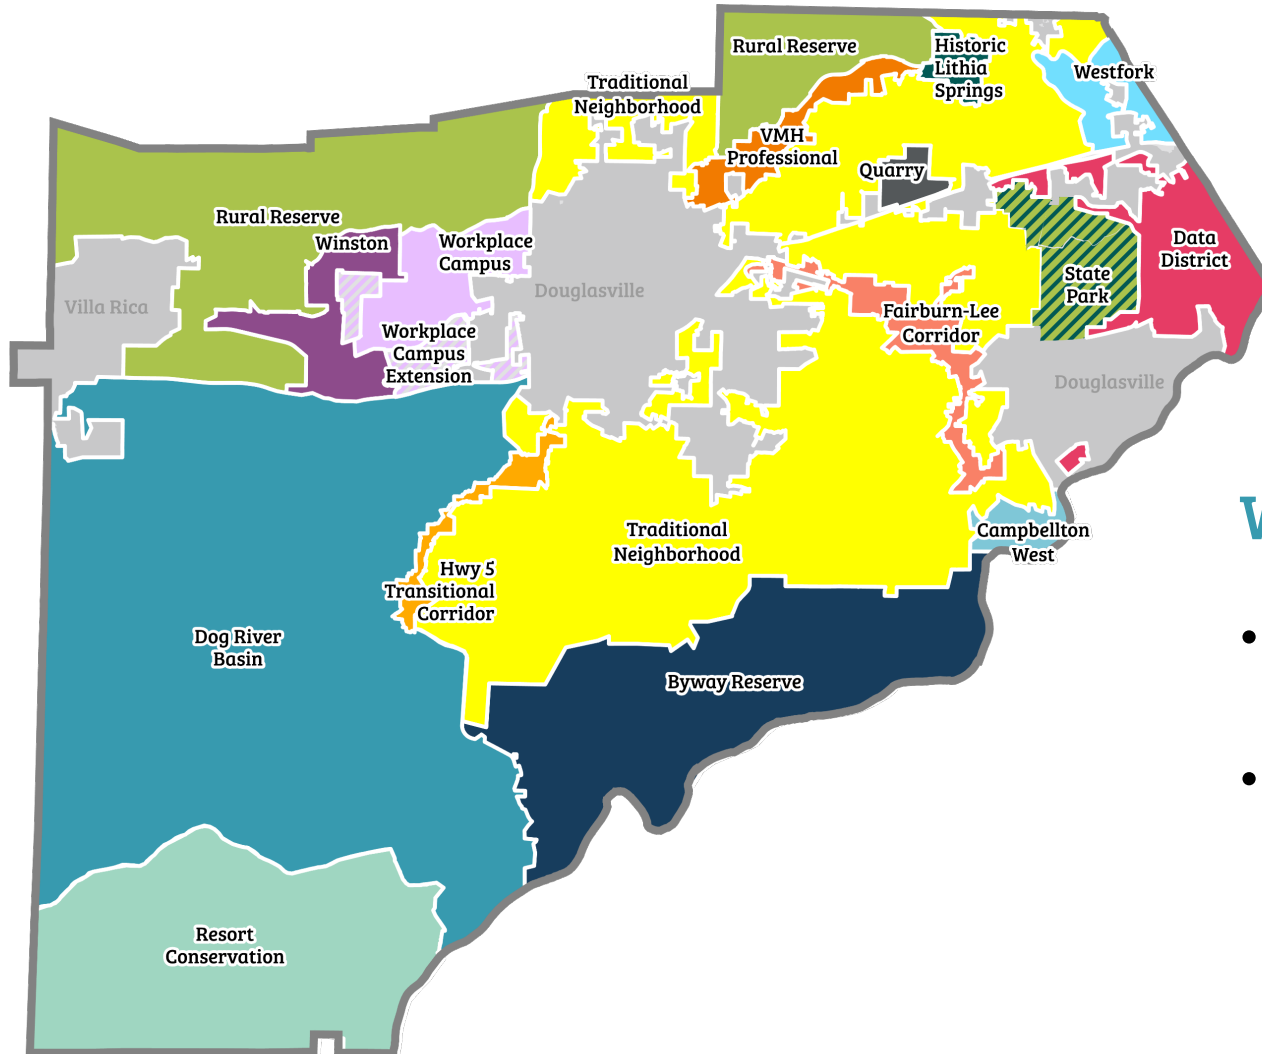 Rural Reserve
Historic
Lithia
Springs
Westfork
Traditional
Neighborhood
VMH
Professional
Quarry
Rural Reserve
Winston
Workplace
Campus
Data
District
State
Park
Villa Rica
Douglasville
Fairburn-Lee
Corridor
Workplace
Campus
Extension
Douglasville
Traditional
Neighborhood
Campbellton
West
Hwy 5
Transitional
Corridor
Dog River
Basin
Byway Reserve
Resort
Conservation